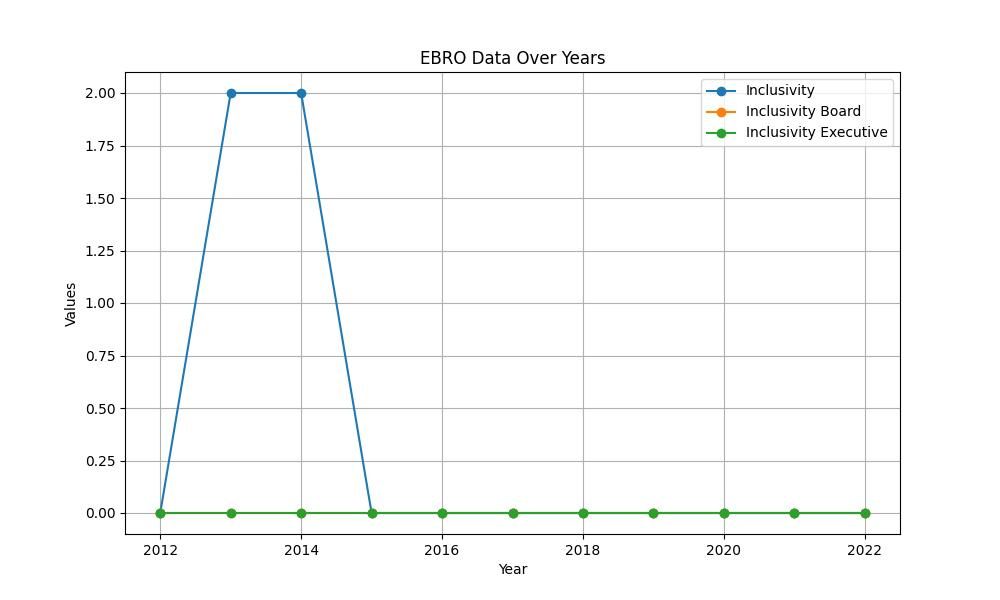 EBRO Data Over Years
Inclusivity
Inclusivity Board
Inclusivity Executive
2.00
1.75
1.50
1.25
1.00
0.75
0.50
0.25
0.00
Values
2012 2014 2016 2018 2020 2022
Year